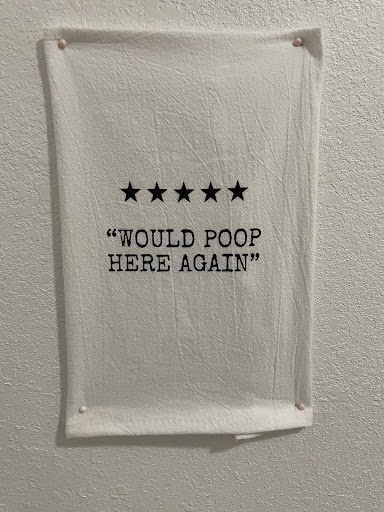 ★★★★★
“WOULD POOP
HERE AGAIN”